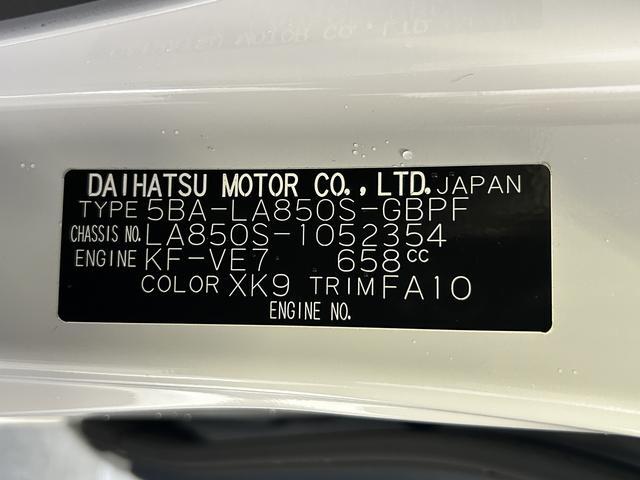 DAIHATSU MOTOR CO., LTD. JAPAN
TYPE 5BA-LA850S-GBPF
CHASSIS NO. LA850S-1052354
ENGINE KF-VE7 658cc
COLOR XK9 TRIM FA10
ENGINE NO.